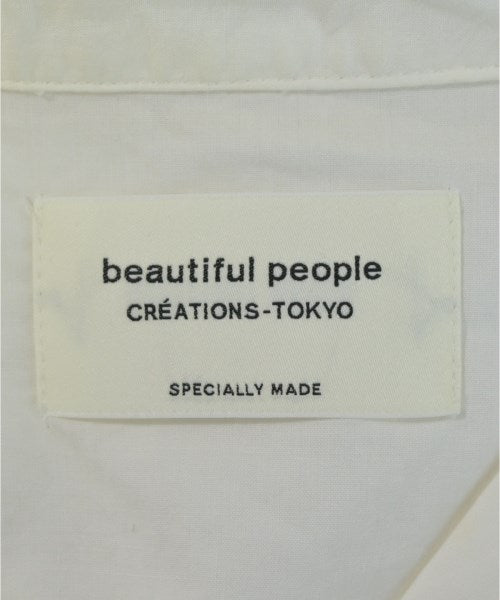 beautiful people
CRÉATIONS-TOKYO
SPECIALLY MADE